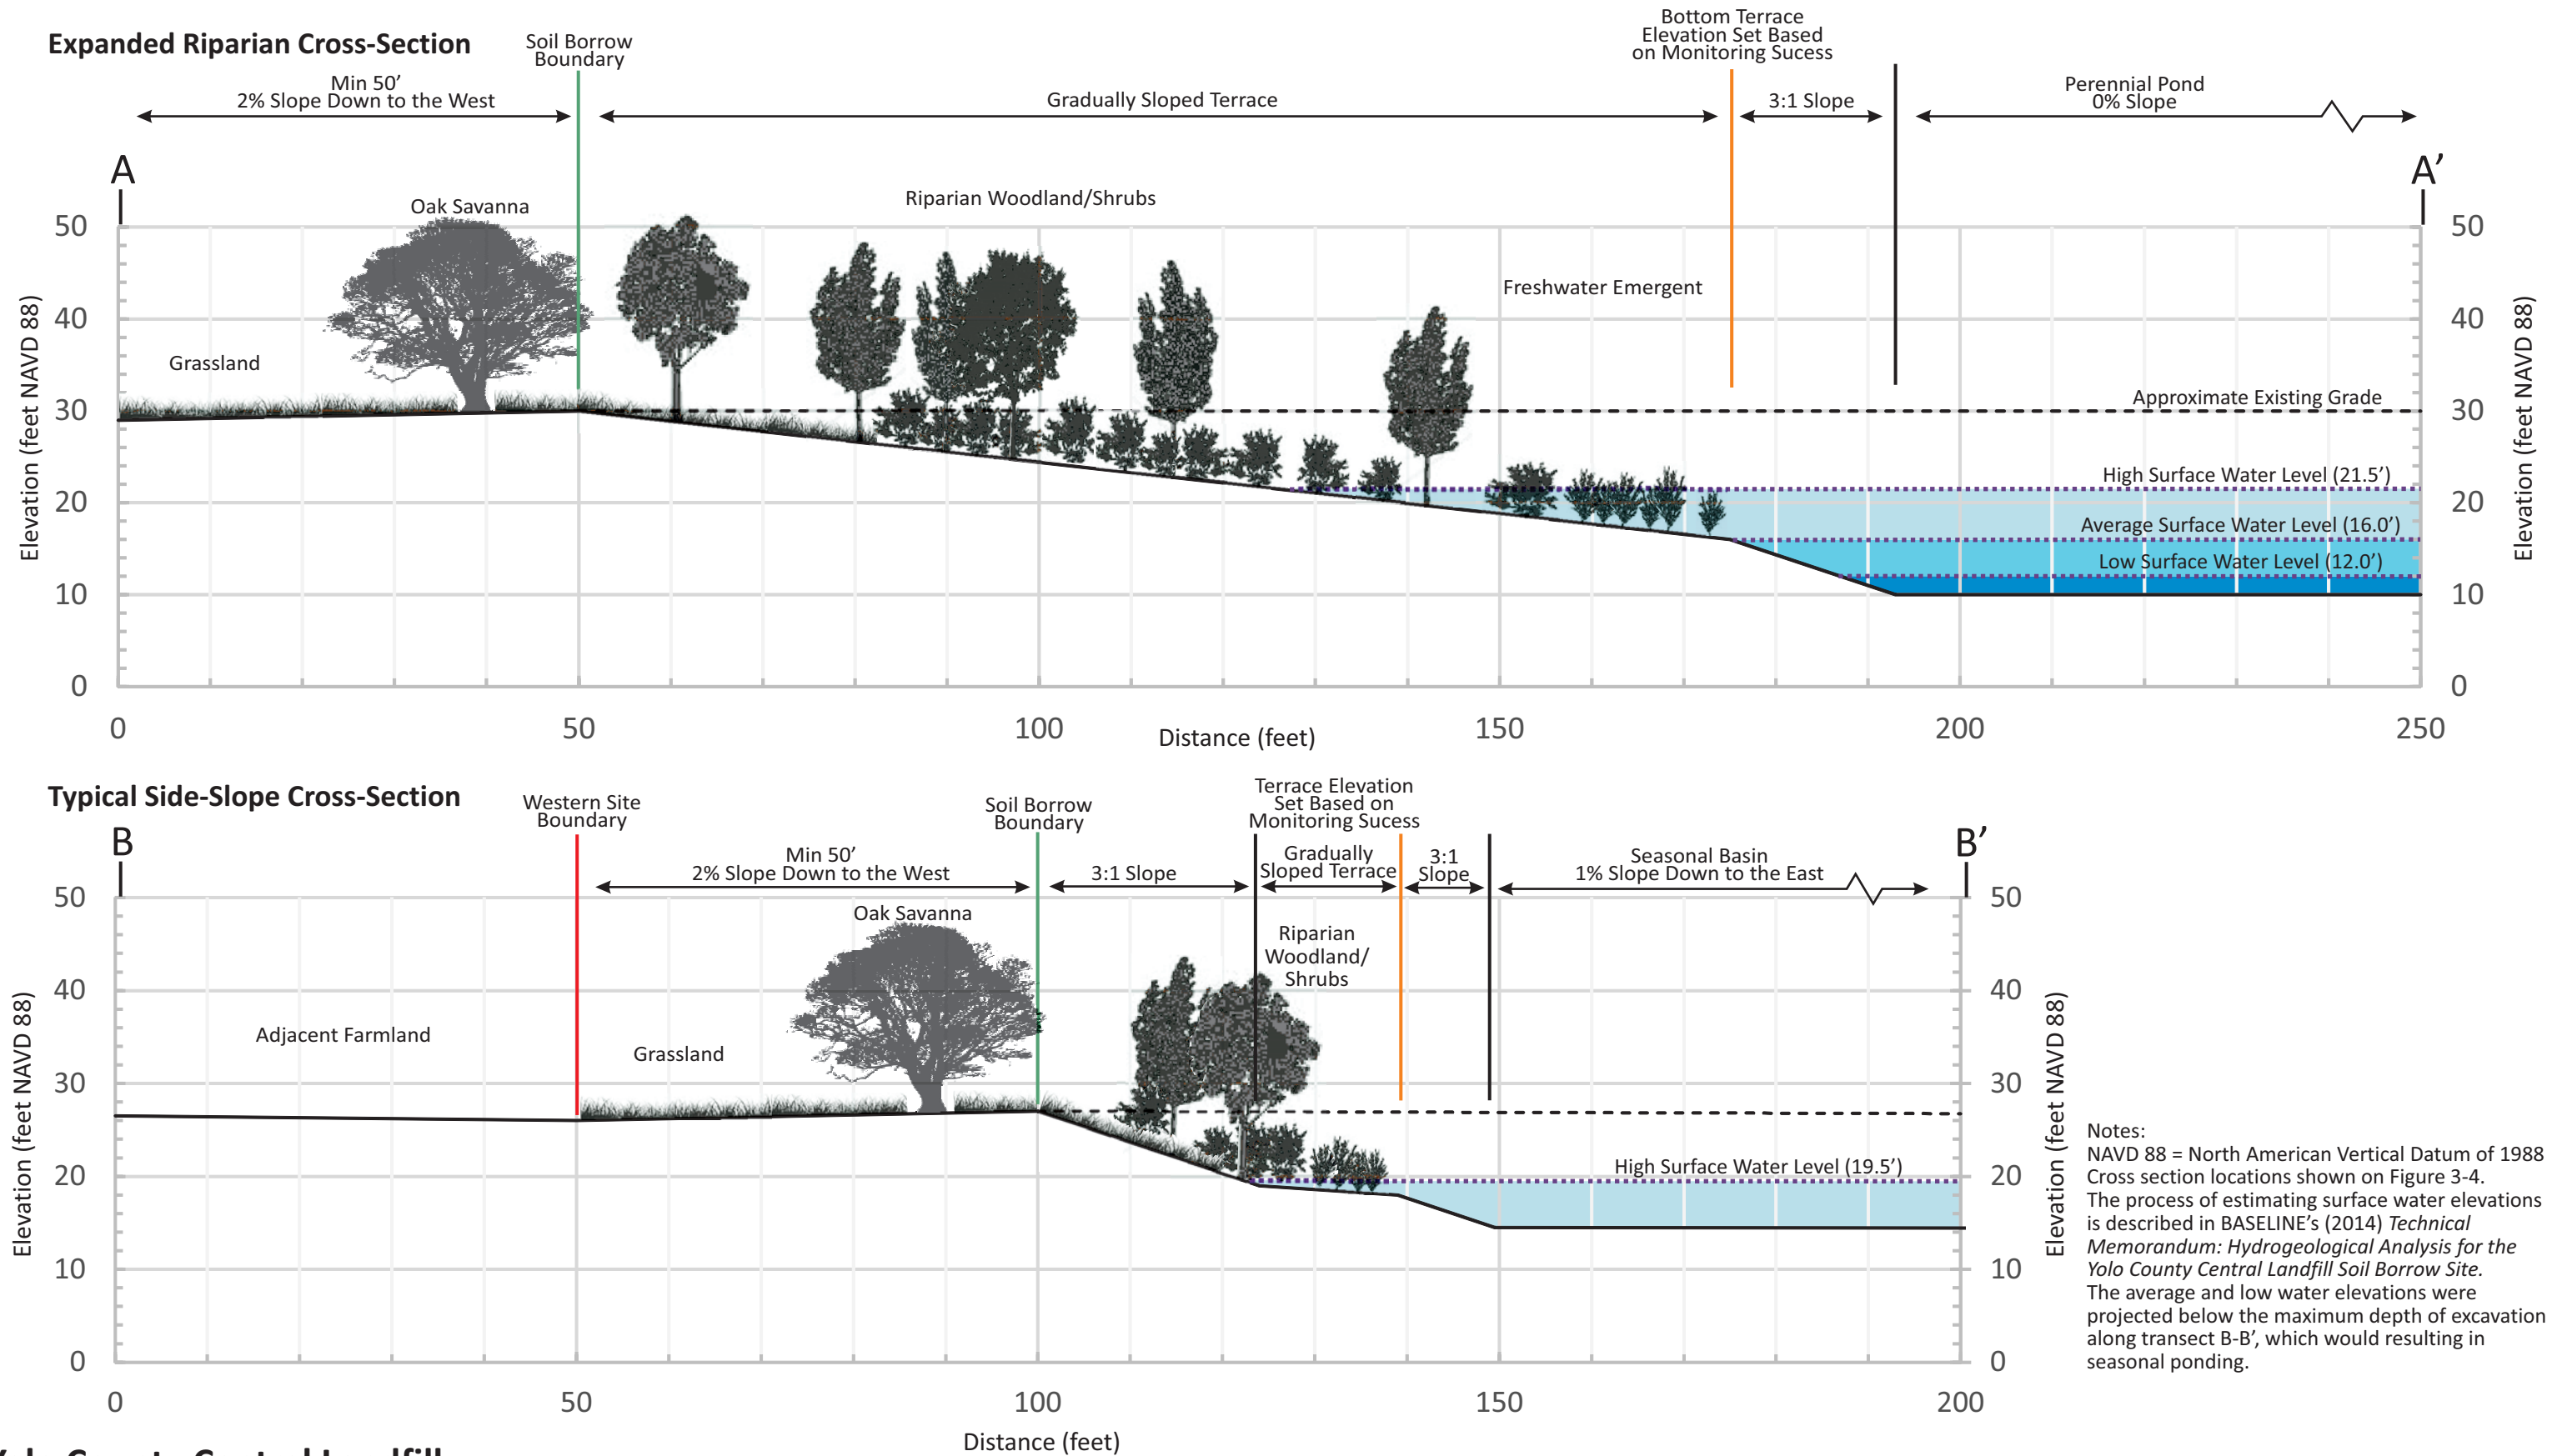 Expanded Riparian Cross-Section
Soil Borrow
Boundary
Bottom Terrace
Elevation Set Based
on Monitoring Sucess
Min 50’
2% Slope Down to the West
Gradually Sloped Terrace
3:1 Slope
Perennial Pond
0% Slope
A
A’
Oak Savanna
Riparian Woodland/Shrubs
Freshwater Emergent
Grassland
Approximate Existing Grade
High Surface Water Level (21.5’)
Average Surface Water Level (16.0’)
Low Surface Water Level (12.0’)
Elevation (feet NAVD 88)
50
40
30
20
10
0
50
40
30
20
10
0
Elevation (feet NAVD 88)
0
50
100
150
200
250
Distance (feet)
Typical Side-Slope Cross-Section
Western Site
Boundary
Soil Borrow
Boundary
Terrace Elevation
Set Based on
Monitoring Sucess
B
B’
Min 50’
2% Slope Down to the West
3:1 Slope
Gradually
Sloped Terrace
3:1
Slope
Seasonal Basin
1% Slope Down to the East
Oak Savanna
Riparian
Woodland/
Shrubs
Adjacent Farmland
Grassland
High Surface Water Level (19.5’)
Elevation (feet NAVD 88)
50
40
30
20
10
0
50
40
30
20
10
0
Elevation (feet NAVD 88)
0
50
100
150
200
Distance (feet)
Notes:
NAVD 88 = North American Vertical Datum of 1988
Cross section locations shown on Figure 3-4.
The process of estimating surface water elevations
is described in BASELINE’s (2014) Technical
Memorandum: Hydrogeological Analysis for the
Yolo County Central Landfill Soil Borrow Site.
The average and low water elevations were
projected below the maximum depth of excavation
along transect B-B’, which would resulting in
seasonal ponding.